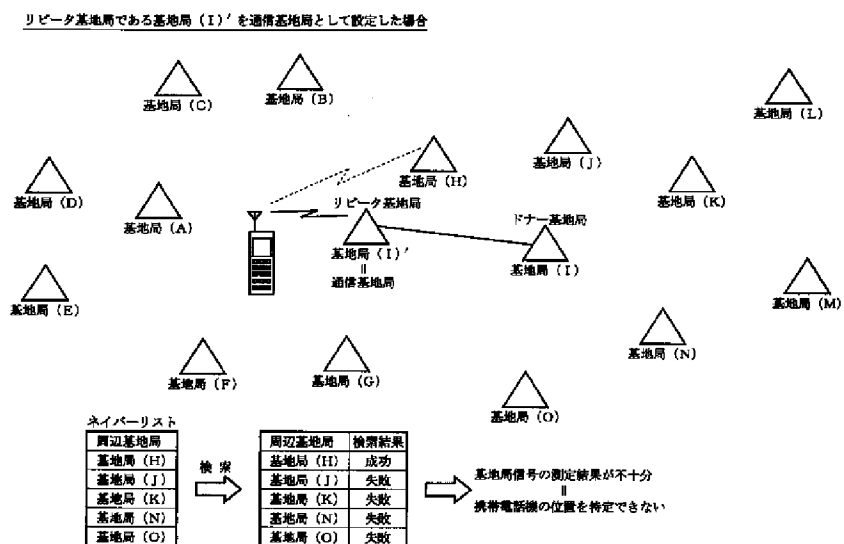 リピータ基地局である基地局(I)′を通信基地局として設定した場合
基地局(C)
基地局(B)
基地局(L)
基地局(H)
基地局(J)
基地局(D)
基地局(A)
リピータ基地局
基地局(K)
基地局(I)′
||
通信基地局
ドナー基地局
基地局(I)
基地局(E)
基地局(M)
基地局(F)
基地局(G)
基地局(N)
基地局(O)
ネイバーリスト
周辺基地局
基地局(H)
基地局(J)
基地局(K)
基地局(N)
基地局(O)
検索
周辺基地局 検索結果
基地局(H) 成功
基地局(J) 失敗
基地局(K) 失敗
基地局(N) 失敗
基地局(O) 失敗
基地局信号の測定結果が不十分
||
携帯電話機の位置を特定できない